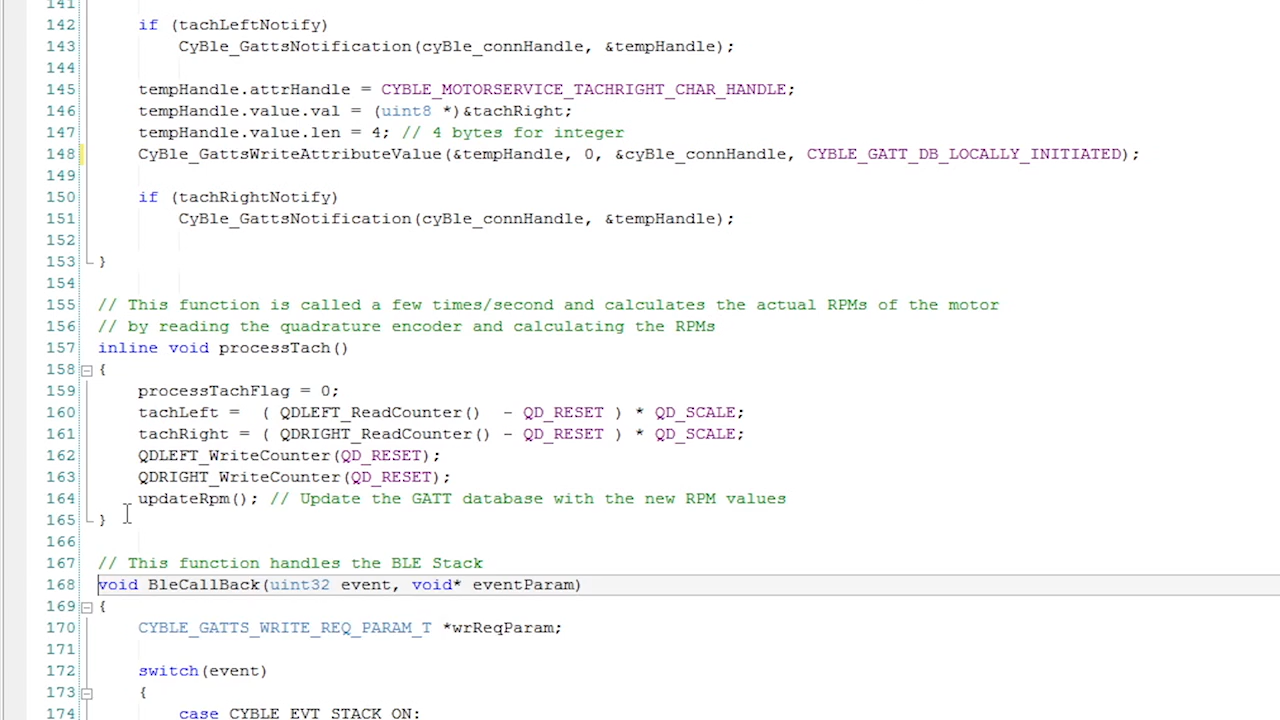 141
142 if (tachLeftNotify)
143 CyBle_GattsNotification(cyBle_connHandle, &tempHandle);
144
145 tempHandle.attrHandle = CYBLE_MOTORSERVICE_TACHRIGHT_CHAR_HANDLE;
146 tempHandle.value.val = (uint8 *)&tachRight;
147 tempHandle.value.len = 4; // 4 bytes for integer
148 CyBle_GattsWriteAttributeValue(&tempHandle, 0, &cyBle_connHandle, CYBLE_GATT_DB_LOCALLY_INITIATED);
149
150 if (tachRightNotify)
151 CyBle_GattsNotification(cyBle_connHandle, &tempHandle);
152
153 }
154
155 // This function is called a few times/second and calculates the actual RPMs of the motor
156 // by reading the quadrature encoder and calculating the RPMs
157 inline void processTach()
158 {
159 processTachFlag = 0;
160 tachLeft =  ( QDLEFT_ReadCounter()  - QD_RESET ) * QD_SCALE;
161 tachRight = ( QDRIGHT_ReadCounter() - QD_RESET ) * QD_SCALE;
162 QDLEFT_WriteCounter(QD_RESET);
163 QDRIGHT_WriteCounter(QD_RESET);
164 updateRpm(); // Update the GATT database with the new RPM values
165 }
166
167 // This function handles the BLE Stack
168 void BleCallBack(uint32 event, void* eventParam)
169 {
170 CYBLE_GATTS_WRITE_REQ_PARAM_T *wrReqParam;
171
172 switch(event)
173 {
174 case CYBLE_EVT_STACK_ON: